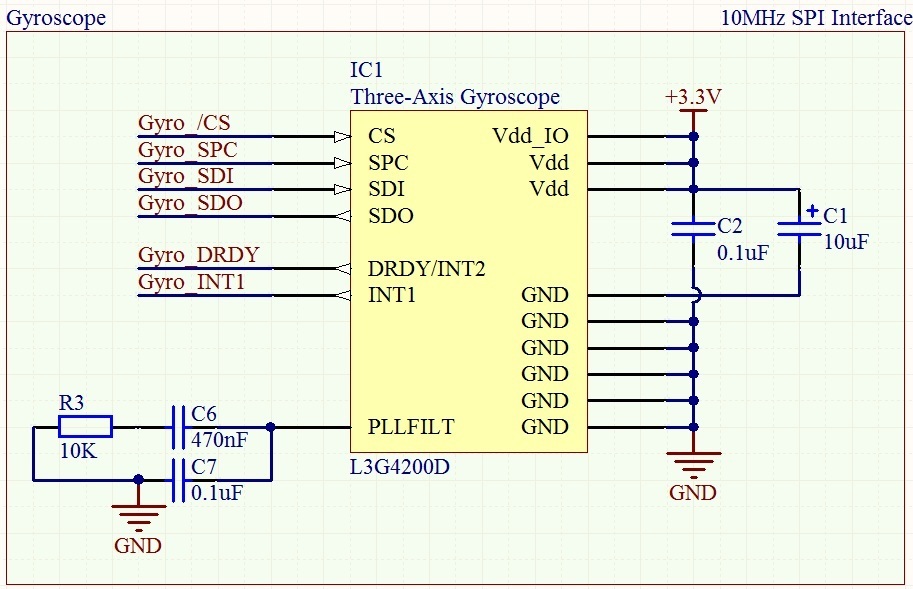 Gyroscope
10MHz SPI Interface
IC1
Three-Axis Gyroscope
+3.3V
Gyro_/CS
CS
Vdd_IO
Gyro_SPC
SPC
Vdd
Gyro_SDI
SDI
Vdd
Gyro_SDO
SDO
+
C1
10uF
C2
0.1uF
Gyro_DRDY
DRDY/INT2
Gyro_INT1
INT1
GND
GND
GND
GND
GND
GND
R3
10K
C6
470nF
PLLFILT
C7
0.1uF
L3G4200D
GND
GND